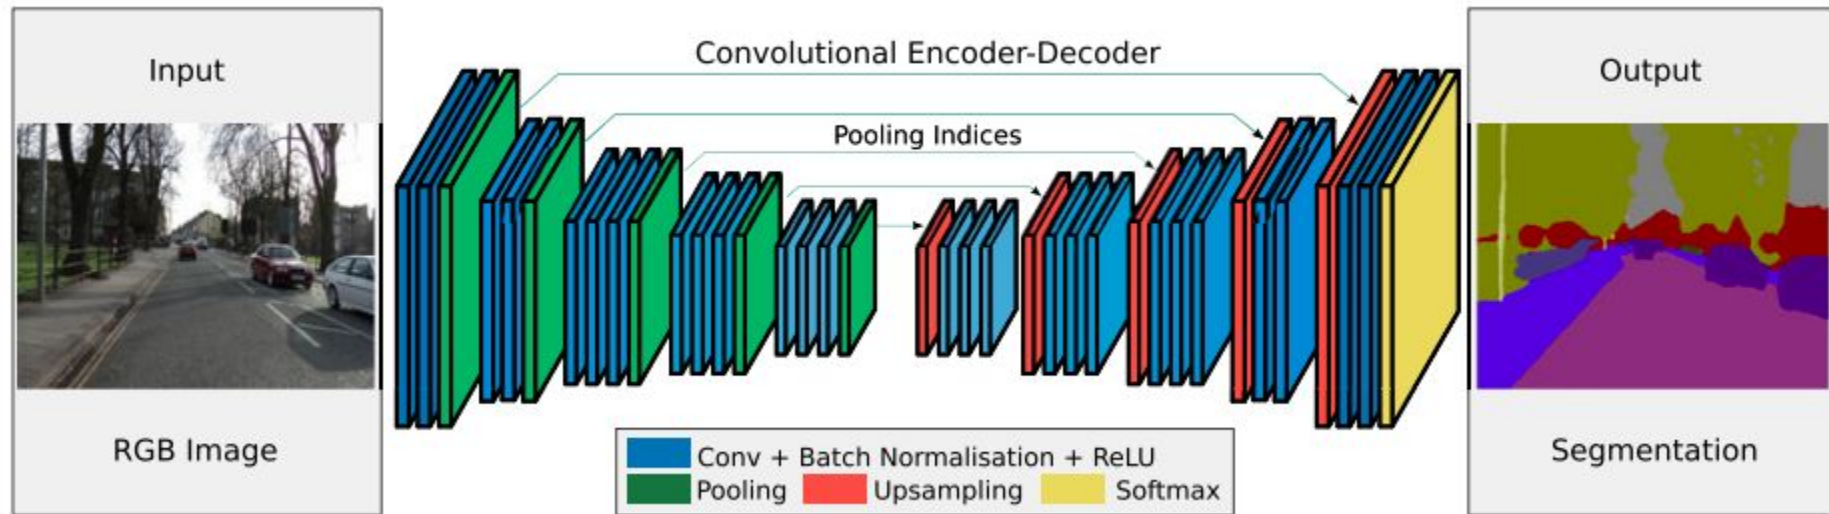 Input
RGB Image
Convolutional Encoder-Decoder
Pooling Indices
Conv + Batch Normalisation + ReLU
Pooling Upsampling Softmax
Output
Segmentation